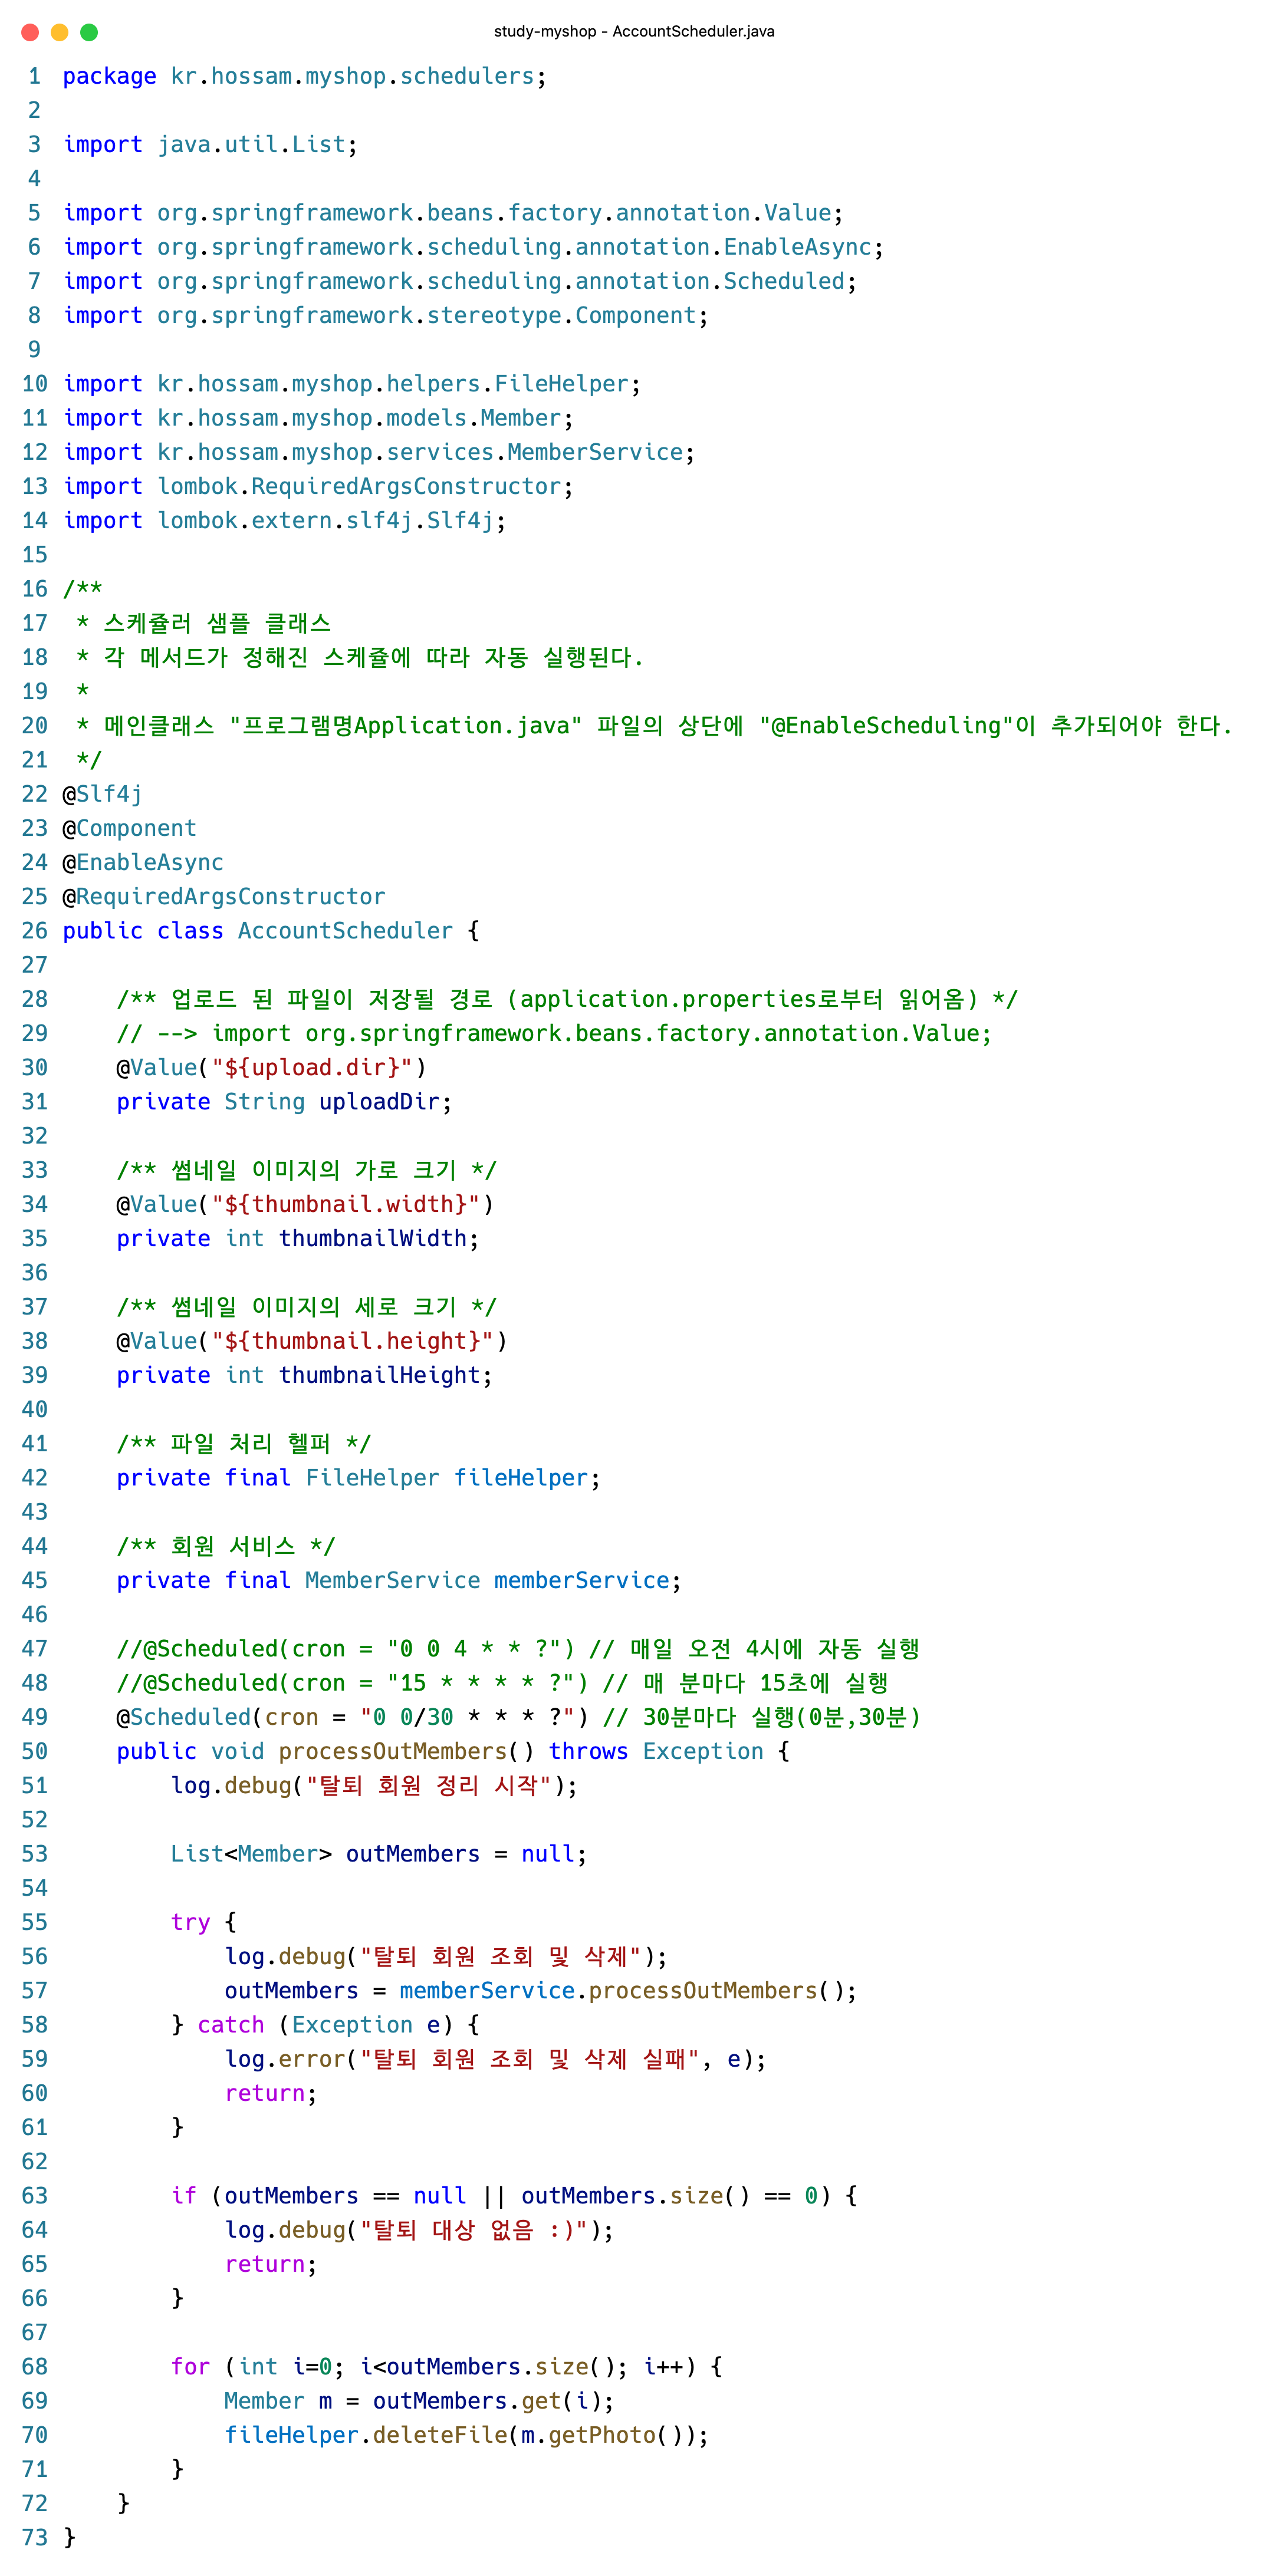 study-myshop - AccountScheduler.java
1 package kr.hossam.myshop.schedulers;
2
3 import java.util.List;
4
5 import org.springframework.beans.factory.annotation.Value;
6 import org.springframework.scheduling.annotation.EnableAsync;
7 import org.springframework.scheduling.annotation.Scheduled;
8 import org.springframework.stereotype.Component;
9
10 import kr.hossam.myshop.helpers.FileHelper;
11 import kr.hossam.myshop.models.Member;
12 import kr.hossam.myshop.services.MemberService;
13 import lombok.RequiredArgsConstructor;
14 import lombok.extern.slf4j.Slf4j;
15
16 /**
17  * 스케쥴러 샘플 클래스
18  * 각 메서드가 정해진 스케쥴에 따라 자동 실행된다.
19  *
20  * 메인클래스 "프로그램명Application.java" 파일의 상단에 "@EnableScheduling"이 추가되어야 한다.
21  */
22 @Slf4j
23 @Component
24 @EnableAsync
25 @RequiredArgsConstructor
26 public class AccountScheduler {
27
28     /** 업로드 된 파일이 저장될 경로 (application.properties로부터 읽어옴) */
29     // --> import org.springframework.beans.factory.annotation.Value;
30     @Value("${upload.dir}")
31     private String uploadDir;
32
33     /** 썸네일 이미지의 가로 크기 */
34     @Value("${thumbnail.width}")
35     private int thumbnailWidth;
36
37     /** 썸네일 이미지의 세로 크기 */
38     @Value("${thumbnail.height}")
39     private int thumbnailHeight;
40
41     /** 파일 처리 헬퍼 */
42     private final FileHelper fileHelper;
43
44     /** 회원 서비스 */
45     private final MemberService memberService;
46
47     //@Scheduled(cron = "0 0 4 * * ?") // 매일 오전 4시에 자동 실행
48     //@Scheduled(cron = "15 * * * * ?") // 매 분마다 15초에 실행
49     @Scheduled(cron = "0 0/30 * * * ?") // 30분마다 실행(0분,30분)
50     public void processOutMembers() throws Exception {
51         log.debug("탈퇴 회원 정리 시작");
52
53         List<Member> outMembers = null;
54
55         try {
56             log.debug("탈퇴 회원 조회 및 삭제");
57             outMembers = memberService.processOutMembers();
58         } catch (Exception e) {
59             log.error("탈퇴 회원 조회 및 삭제 실패", e);
60             return;
61         }
62
63         if (outMembers == null || outMembers.size() == 0) {
64             log.debug("탈퇴 대상 없음 :)");
65             return;
66         }
67
68         for (int i=0; i<outMembers.size(); i++) {
69             Member m = outMembers.get(i);
70             fileHelper.deleteFile(m.getPhoto());
71         }
72     }
73 }